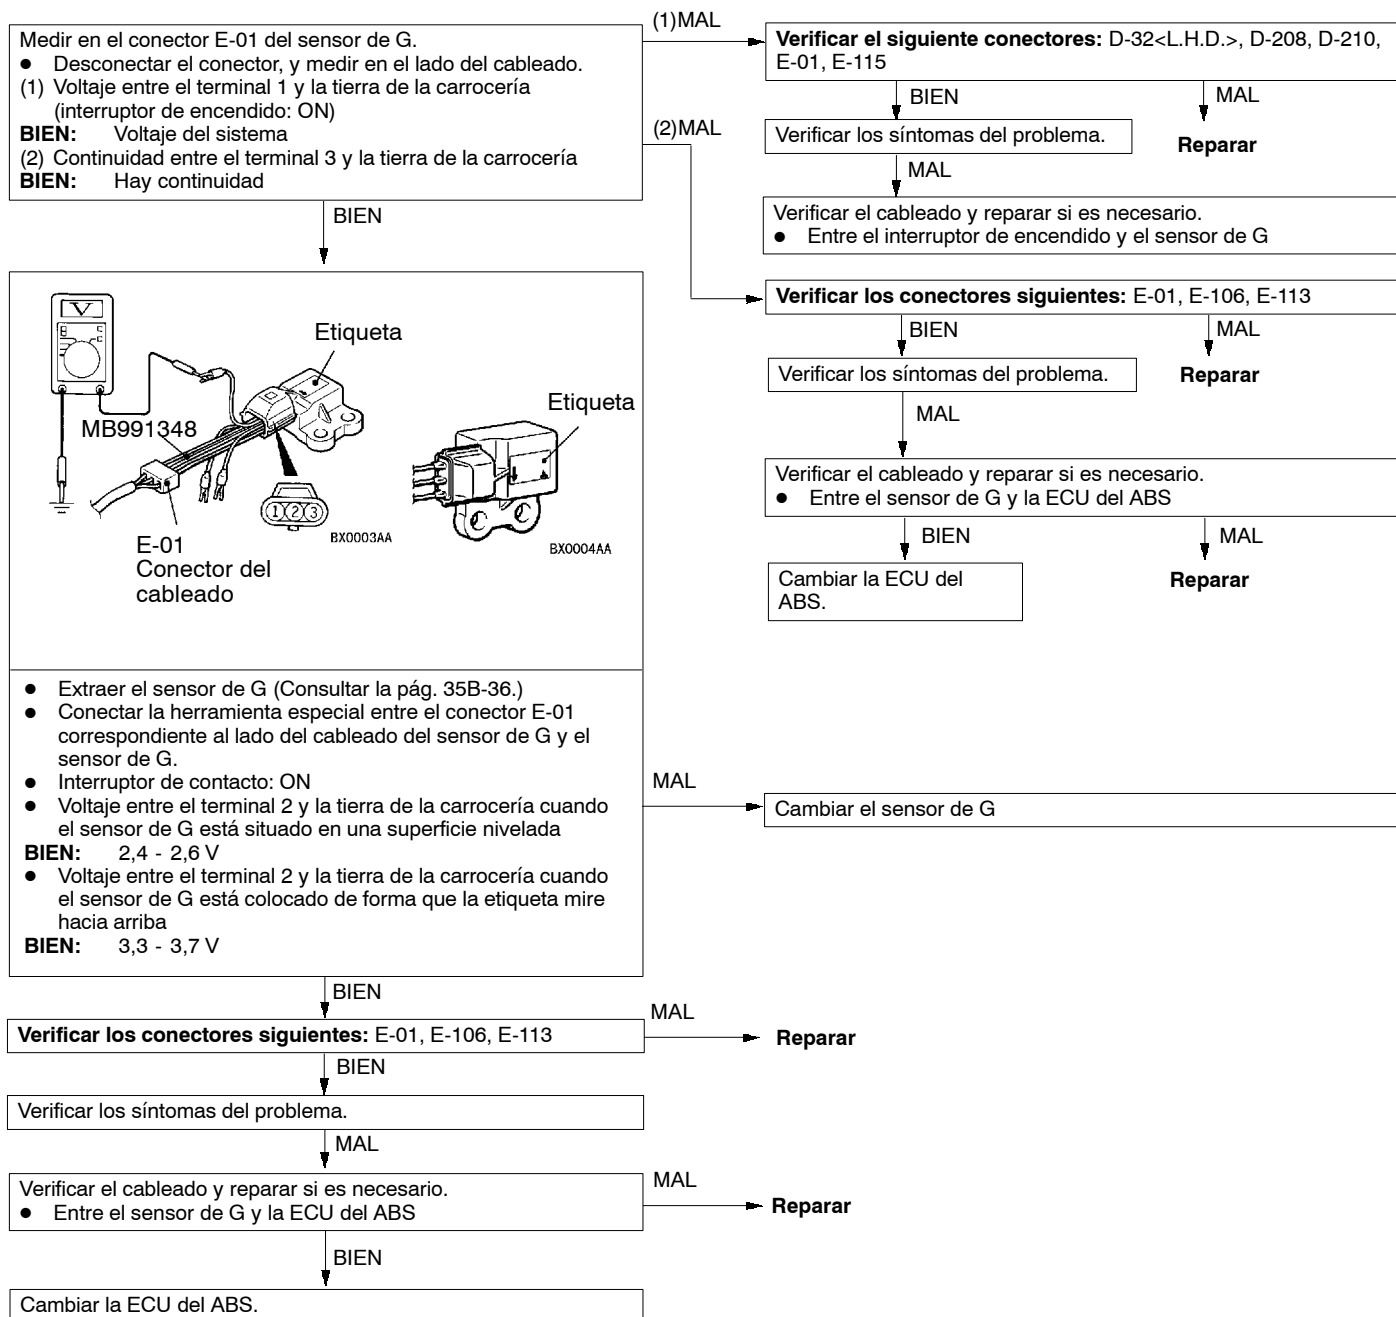 Medir en el conector E-01 del sensor de G.
● Desconectar el conector, y medir en el lado del cableado.
(1) Voltaje entre el terminal 1 y la tierra de la carrocería
(interruptor de encendido: ON)
BIEN: Voltaje del sistema
(2) Continuidad entre el terminal 3 y la tierra de la carrocería
BIEN: Hay continuidad
(1)MAL
Verificar el siguiente conectores: D-32<L.H.D.>, D-208, D-210,
E-01, E-115
BIEN
MAL
Verificar los síntomas del problema.
Reparar
MAL
Verificar el cableado y reparar si es necesario.
● Entre el interruptor de encendido y el sensor de G
(2)MAL
Verificar los conectores siguientes: E-01, E-106, E-113
BIEN
MAL
Verificar los síntomas del problema.
Reparar
MAL
Verificar el cableado y reparar si es necesario.
● Entre el sensor de G y la ECU del ABS
BIEN
MAL
Cambiar la ECU del
ABS.
Reparar
BIEN
V
Etiqueta
MB991348
Etiqueta
1 2 3
BX0003AA
BX0004AA
E-01
Conector del
cableado
● Extraer el sensor de G (Consultar la pág. 35B-36.)
● Conectar la herramienta especial entre el conector E-01
correspondiente al lado del cableado del sensor de G y el
sensor de G.
● Interruptor de contacto: ON
● Voltaje entre el terminal 2 y la tierra de la carrocería cuando
el sensor de G está situado en una superficie nivelada
BIEN: 2,4 - 2,6 V
● Voltaje entre el terminal 2 y la tierra de la carrocería cuando
el sensor de G está colocado de forma que la etiqueta mire
hacia arriba
BIEN: 3,3 - 3,7 V
MAL
Cambiar el sensor de G
BIEN
Verificar los conectores siguientes: E-01, E-106, E-113
MAL
Reparar
BIEN
Verificar los síntomas del problema.
MAL
Verificar el cableado y reparar si es necesario.
● Entre el sensor de G y la ECU del ABS
MAL
Reparar
BIEN
Cambiar la ECU del ABS.